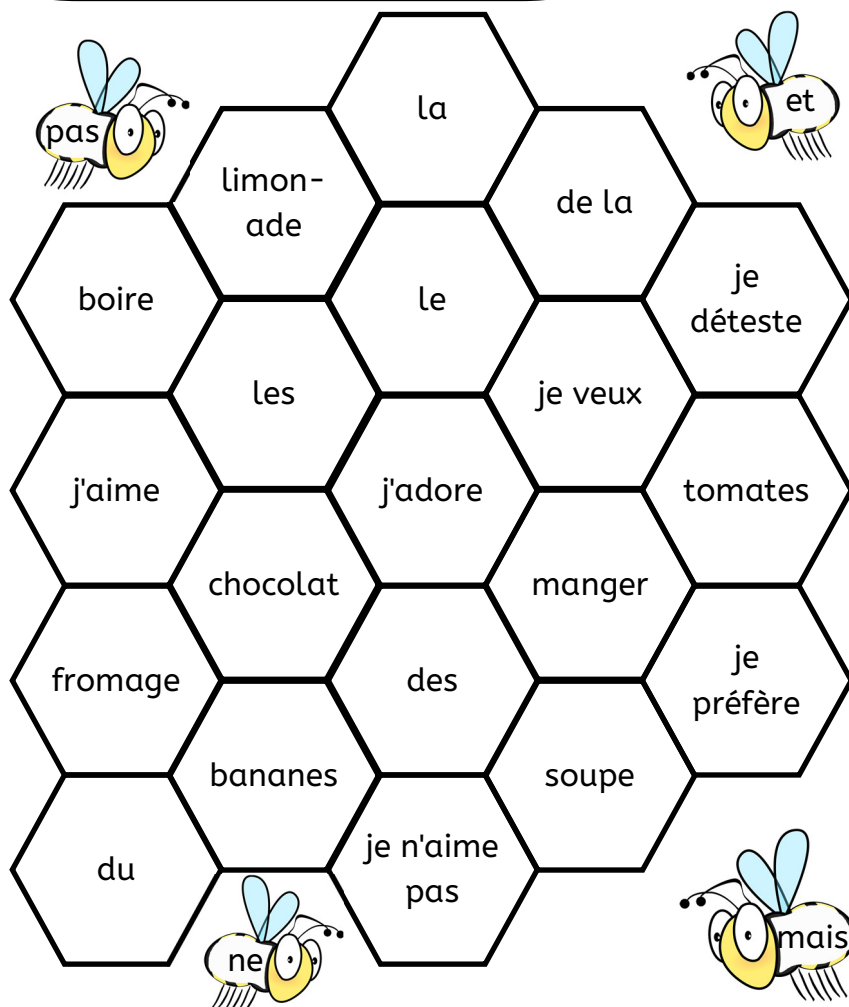 la
pas
et
limon-
ade
de la
boire
le
je
déteste
les
je veux
j'aime
j'adore
tomates
chocolat
manger
fromage
des
je
préfère
bananes
soupe
du
je n'aime
pas
ne
mais